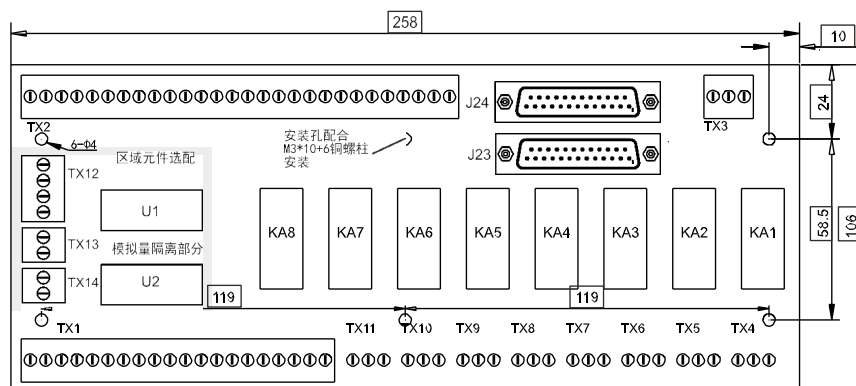 258
10
24
J24
TX2
TX3
6-Φ4
安装孔配合
M3*10+6铜螺柱
安装
区域元件选配
J23
TX12
U1
58.5
106
KA8
KA7
KA6
KA5
KA4
KA3
KA2
KA1
TX13
模拟量隔离部分
TX14
U2
119
119
TX1
TX11
TX10
TX9
TX8
TX7
TX6
TX5
TX4